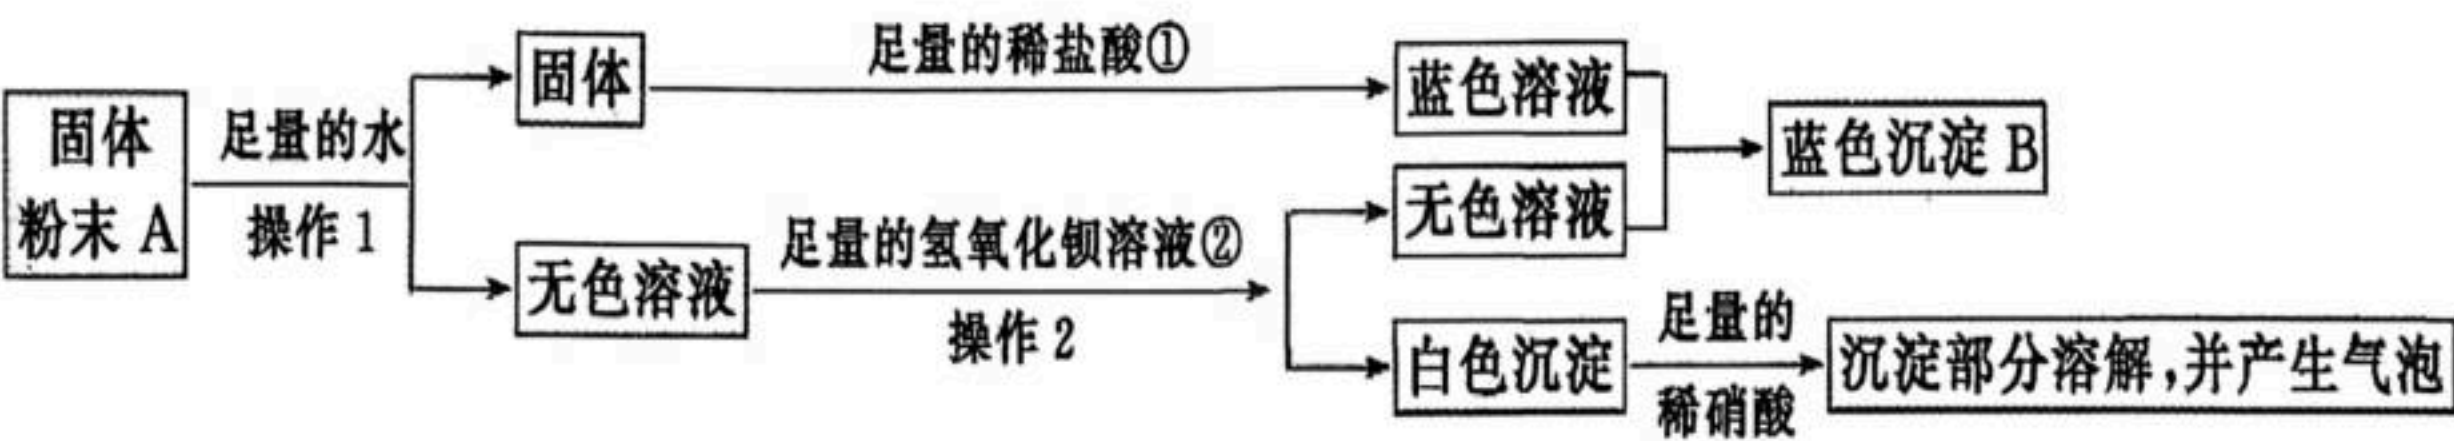 固体
粉末 A
足量的水
操作 1
固体
足量的稀盐酸①
蓝色溶液
蓝色沉淀 B
无色溶液
足量的氢氧化钡溶液②
操作 2
无色溶液
白色沉淀
足量的
稀硝酸
沉淀部分溶解,并产生气泡